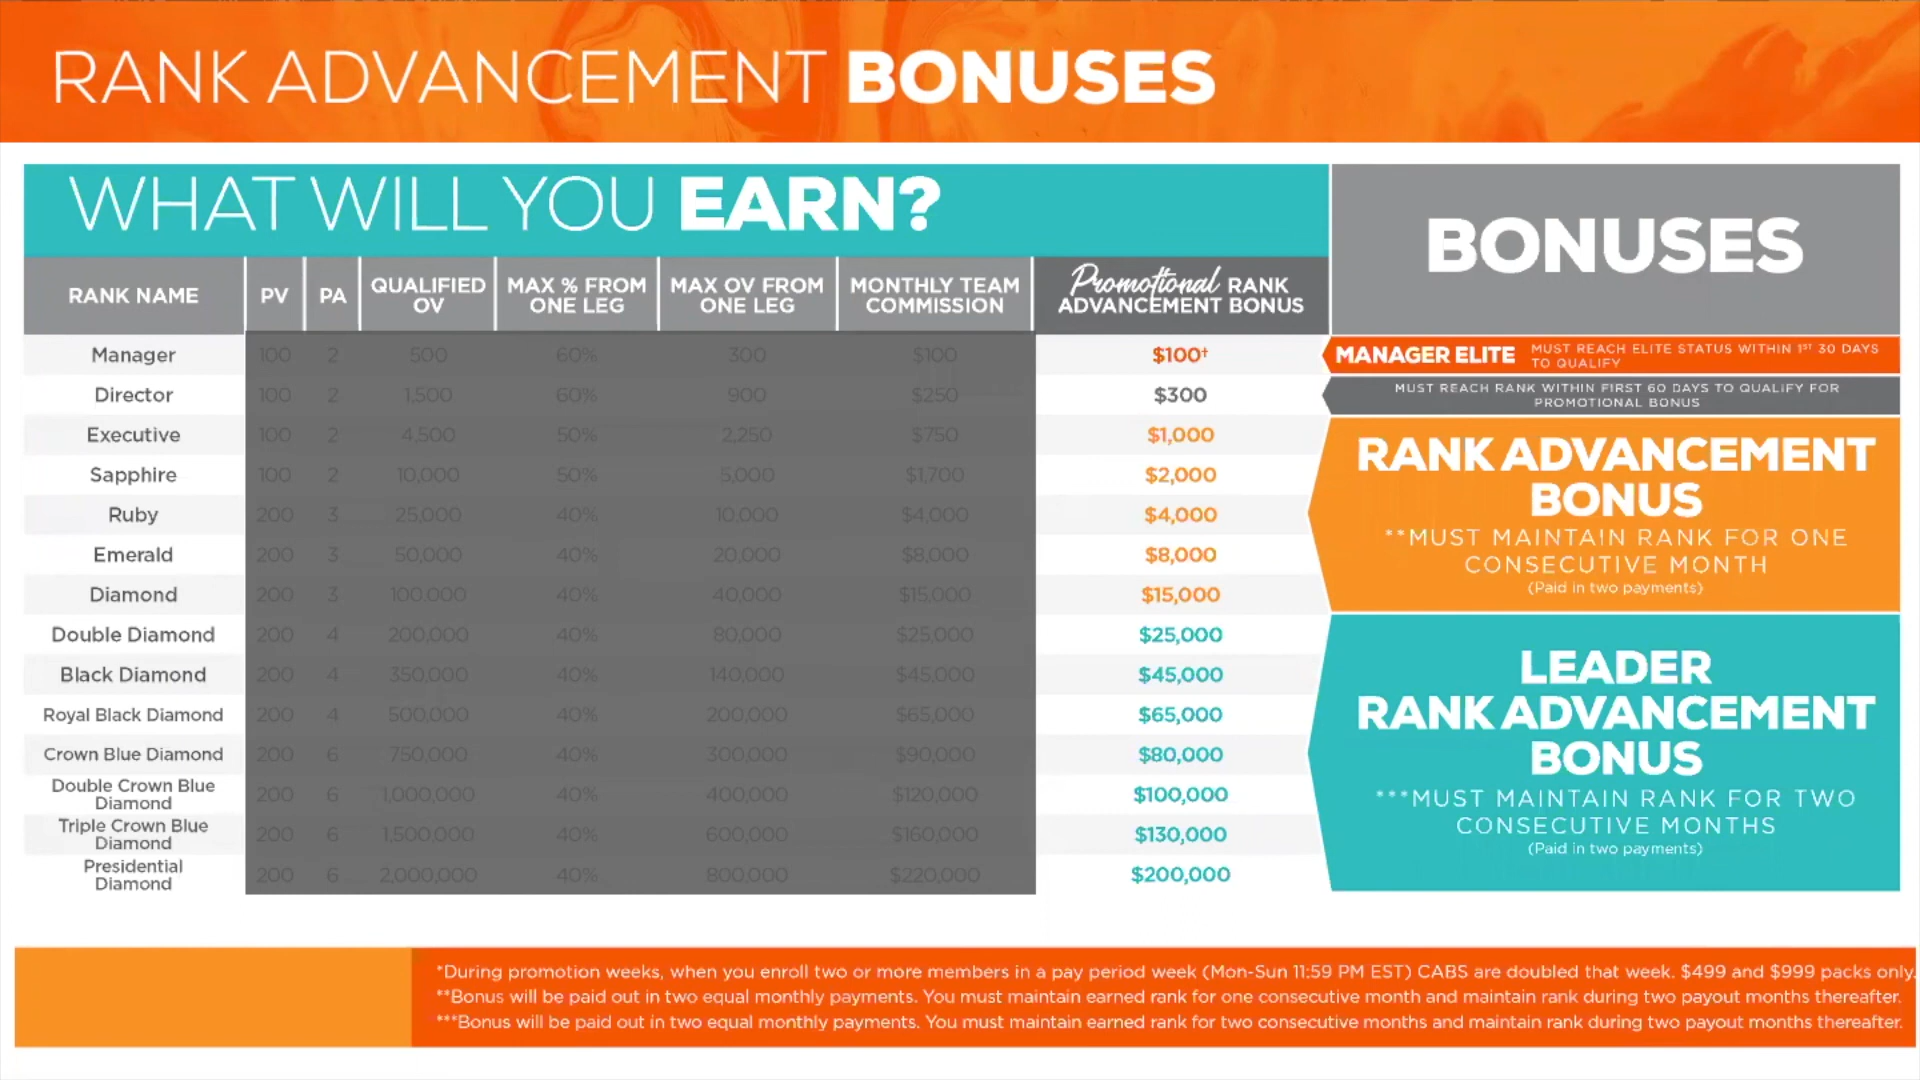 RANK ADVANCEMENT BONUSES
WHAT WILL YOU EARN?
BONUSES
RANK NAME PV PA QUALIFIED OV MAX % FROM ONE LEG MAX OV FROM ONE LEG MONTHLY TEAM COMMISSION Promotional RANK ADVANCEMENT BONUS
Manager 100 2 500 60% 300 $100 $100†
Director 100 2 1,500 60% 900 $250 $300
Executive 100 2 4,500 50% 2,250 $750 $1,000
Sapphire 100 2 10,000 50% 5,000 $1,700 $2,000
Ruby 200 3 25,000 40% 10,000 $4,000 $4,000
Emerald 200 3 50,000 40% 20,000 $8,000 $8,000
Diamond 200 3 100,000 40% 40,000 $15,000 $15,000
Double Diamond 200 4 200,000 40% 80,000 $25,000 $25,000
Black Diamond 200 4 350,000 40% 140,000 $45,000 $45,000
Royal Black Diamond 200 4 500,000 40% 200,000 $65,000 $65,000
Crown Blue Diamond 200 6 750,000 40% 300,000 $90,000 $80,000
Double Crown Blue Diamond 200 6 1,000,000 40% 400,000 $120,000 $100,000
Triple Crown Blue Diamond 200 6 1,500,000 40% 600,000 $160,000 $130,000
Presidential Diamond 200 6 2,000,000 40% 800,000 $220,000 $200,000
MANAGER ELITE MUST REACH ELITE STATUS WITHIN 1ST 30 DAYS
TO QUALIFY
MUST REACH RANK WITHIN FIRST 60 DAYS TO QUALIFY FOR
PROMOTIONAL BONUS
RANK ADVANCEMENT
BONUS
**MUST MAINTAIN RANK FOR ONE
CONSECUTIVE MONTH
(Paid in two payments)
LEADER
RANK ADVANCEMENT
BONUS
***MUST MAINTAIN RANK FOR TWO
CONSECUTIVE MONTHS
(Paid in two payments)
*During promotion weeks, when you enroll two or more members in a pay period week (Mon-Sun 11:59 PM EST) CABS are doubled that week. $499 and $999 packs only.
**Bonus will be paid out in two equal monthly payments. You must maintain earned rank for one consecutive month and maintain rank during two payout months thereafter.
***Bonus will be paid out in two equal monthly payments. You must maintain earned rank for two consecutive months and maintain rank during two payout months thereafter.